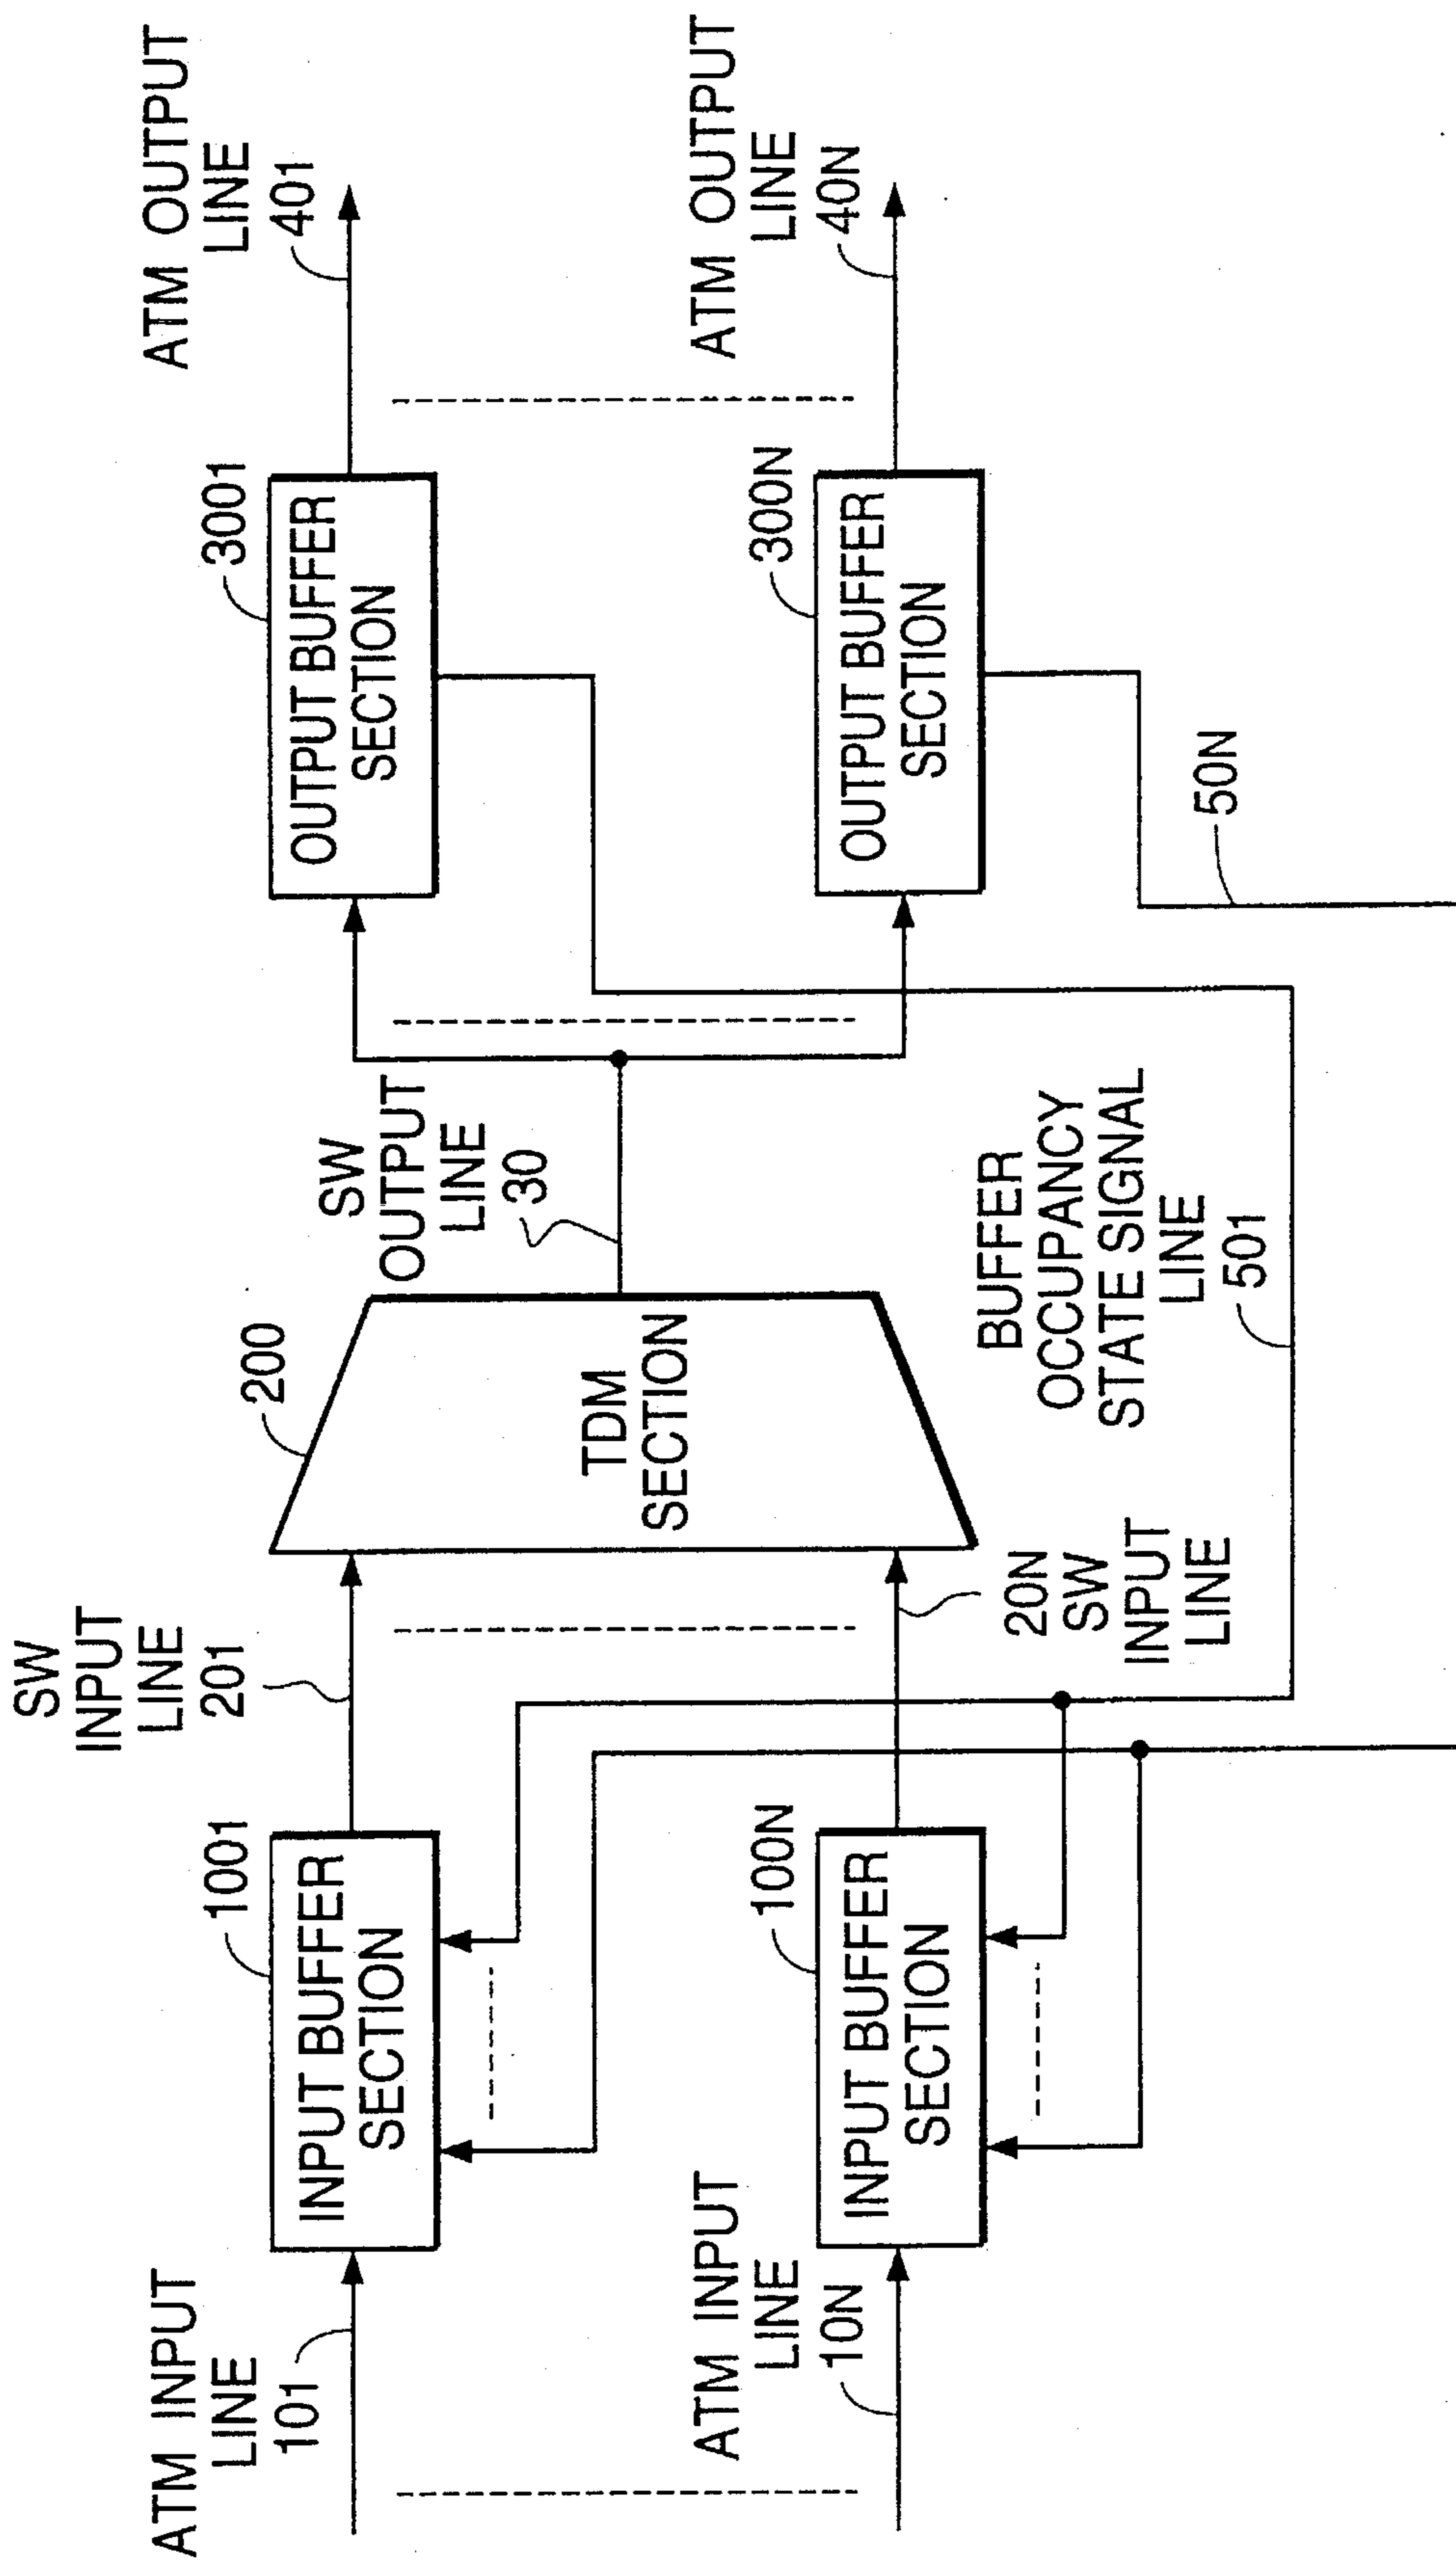 ATM INPUT
LINE
101
1001
INPUT BUFFER
SECTION
SW
INPUT
LINE
201
200
TDM
SECTION
SW
OUTPUT
LINE
30
3001
OUTPUT BUFFER
SECTION
ATM OUTPUT
LINE
401
ATM INPUT
LINE
10N
100N
INPUT BUFFER
SECTION
20N
SW
INPUT
LINE
BUFFER
OCCUPANCY
STATE SIGNAL
LINE
501
300N
OUTPUT BUFFER
SECTION
50N
ATM OUTPUT
LINE
40N